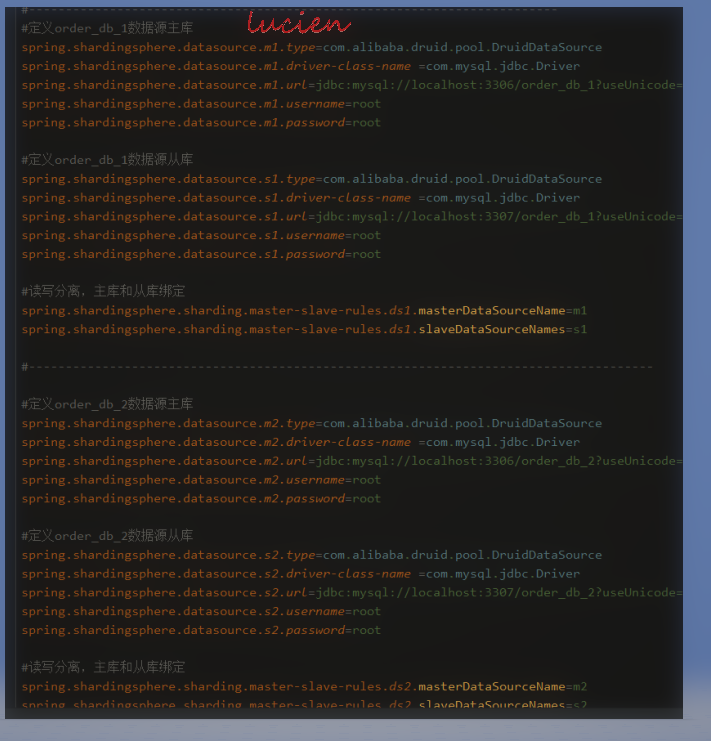 lucien
#-----------------------------------------------------------------------
#定义order_db_1数据源主库
spring.shardingsphere.datasource.m1.type=com.alibaba.druid.pool.DruidDataSource
spring.shardingsphere.datasource.m1.driver-class-name =com.mysql.jdbc.Driver
spring.shardingsphere.datasource.m1.url=jdbc:mysql://localhost:3306/order_db_1?useUnicode=
spring.shardingsphere.datasource.m1.username=root
spring.shardingsphere.datasource.m1.password=root
#定义order_db_1数据源从库
spring.shardingsphere.datasource.s1.type=com.alibaba.druid.pool.DruidDataSource
spring.shardingsphere.datasource.s1.driver-class-name =com.mysql.jdbc.Driver
spring.shardingsphere.datasource.s1.url=jdbc:mysql://localhost:3307/order_db_1?useUnicode=
spring.shardingsphere.datasource.s1.username=root
spring.shardingsphere.datasource.s1.password=root
#读写分离、主库和从库绑定
spring.shardingsphere.sharding.master-slave-rules.ds1.masterDataSourceName=m1
spring.shardingsphere.sharding.master-slave-rules.ds1.slaveDataSourceNames=s1
#------------------------------------------------------------------------------------
#定义order_db_2数据源主库
spring.shardingsphere.datasource.m2.type=com.alibaba.druid.pool.DruidDataSource
spring.shardingsphere.datasource.m2.driver-class-name =com.mysql.jdbc.Driver
spring.shardingsphere.datasource.m2.url=jdbc:mysql://localhost:3306/order_db_2?useUnicode=
spring.shardingsphere.datasource.m2.username=root
spring.shardingsphere.datasource.m2.password=root
#定义order_db_2数据源从库
spring.shardingsphere.datasource.s2.type=com.alibaba.druid.pool.DruidDataSource
spring.shardingsphere.datasource.s2.driver-class-name =com.mysql.jdbc.Driver
spring.shardingsphere.datasource.s2.url=jdbc:mysql://localhost:3307/order_db_2?useUnicode=
spring.shardingsphere.datasource.s2.username=root
spring.shardingsphere.datasource.s2.password=root
#读写分离、主库和从库绑定
spring.shardingsphere.sharding.master-slave-rules.ds2.masterDataSourceName=m2
spring.shardingsphere.sharding.master-slave-rules.ds2.slaveDataSourceNames=s2